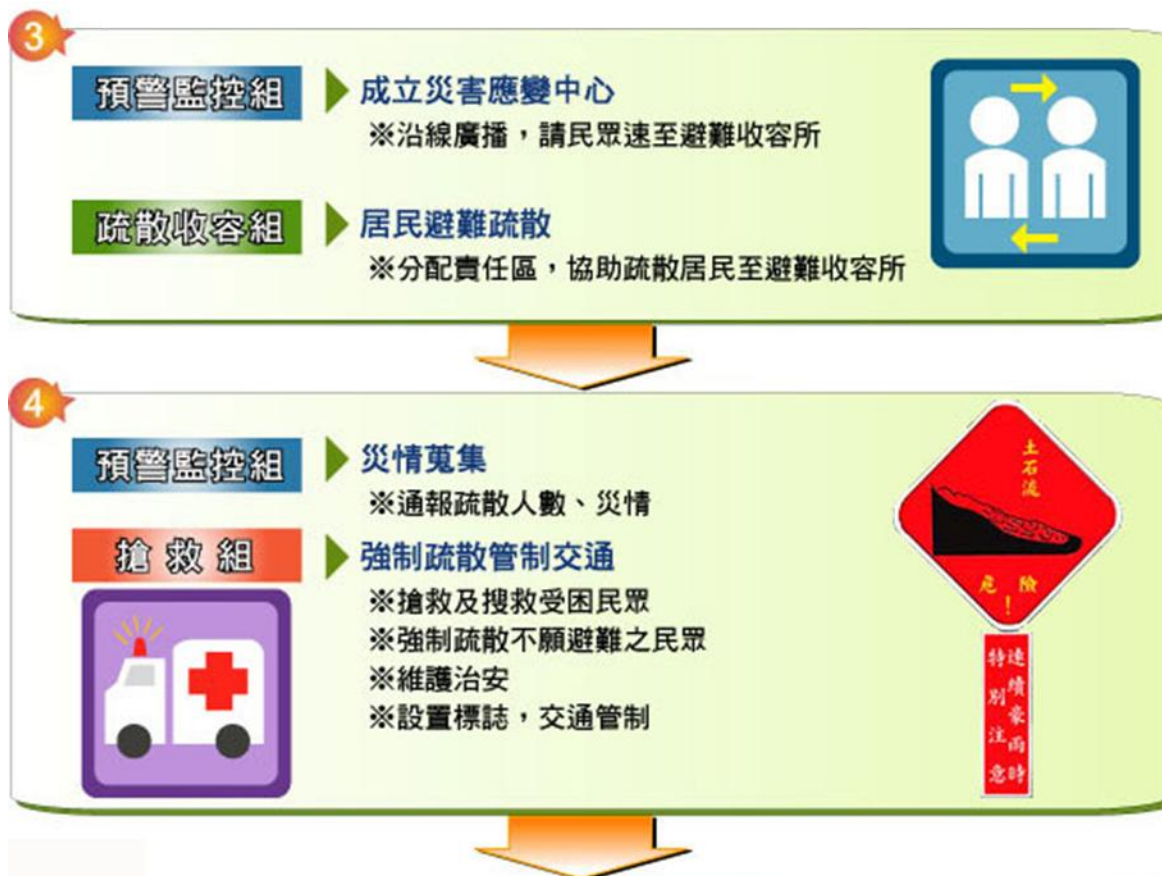 3
預警監控組
成立災害應變中心
※沿線廣播，請民眾速至避難收容所
疏散收容組
居民避難疏散
※分配責任區，協助疏散居民至避難收容所
4
預警監控組
災情蒐集
※通報疏散人數、災情
搶救組
強制疏散管制交通
※搶救及搜救受困民眾
※強制疏散不願避難之民眾
※維護治安
※設置標誌，交通管制
土石流
危險
！
連續豪雨時
特別注意